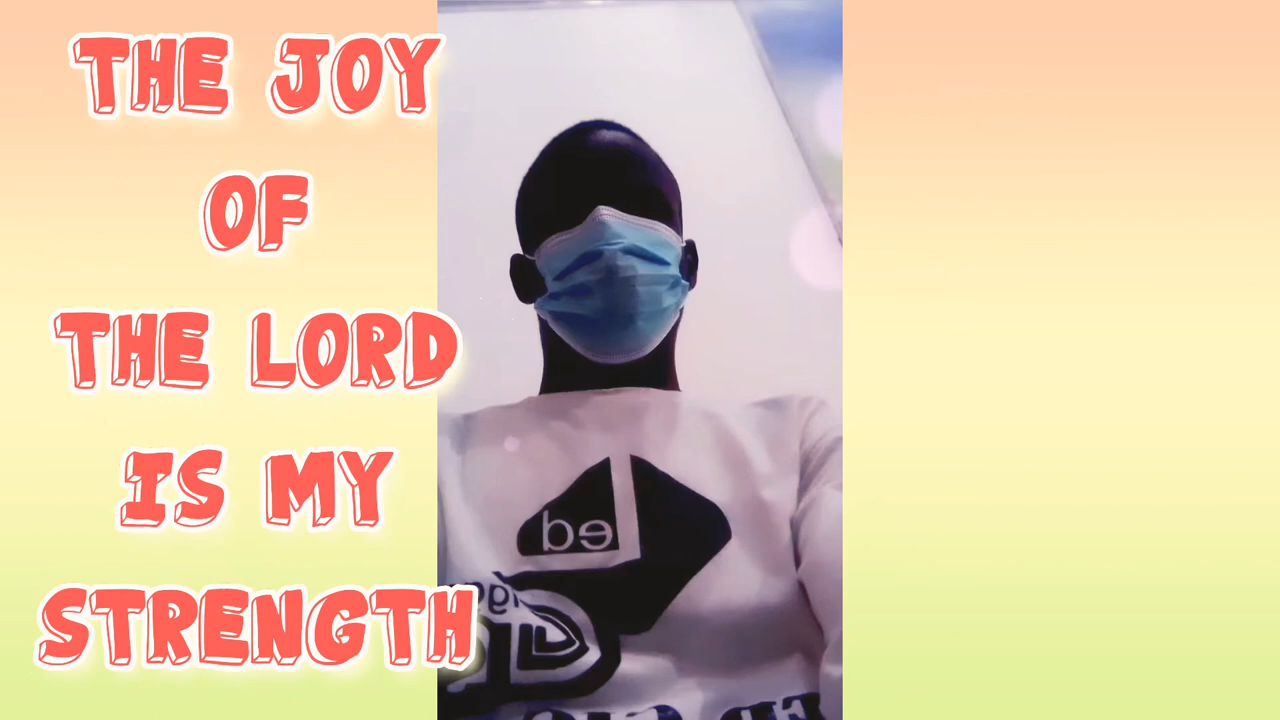 THE JOY
OF
THE LORD
IS MY
STRENGTH